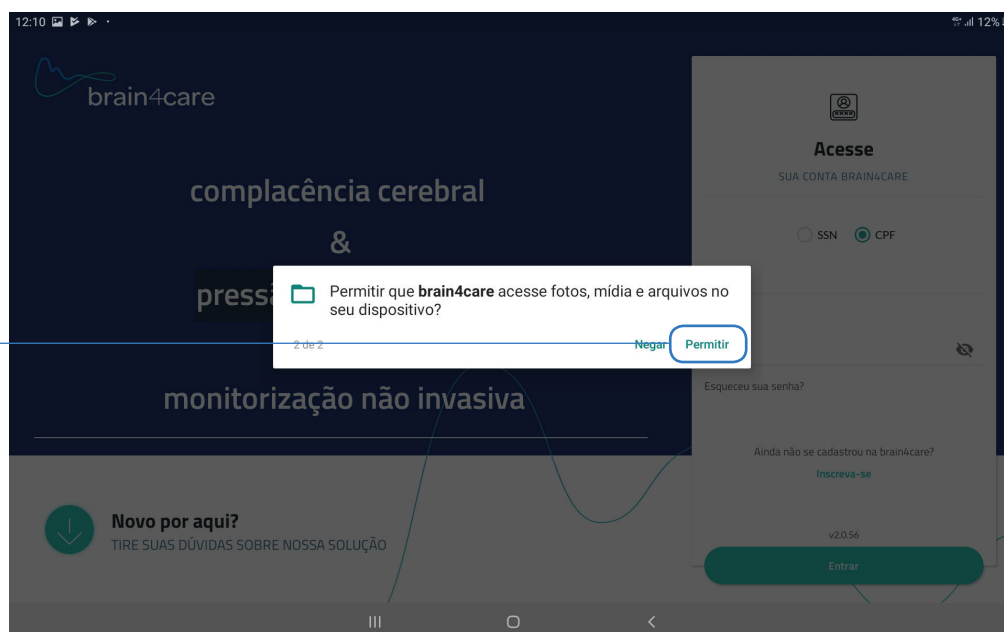 12:10
4G+ 12%
brain4care
complacência cerebral
&
press
monitorização não invasiva
Novo por aqui?
TIRE SUAS DÚVIDAS SOBRE NOSSA SOLUÇÃO
Permitir que brain4care acesse fotos, mídia e arquivos no
seu dispositivo?
2 de 2
Negar
Permitir
Acesse
SUA CONTA BRAIN4CARE
SSN
CPF
Esqueceu sua senha?
Ainda não se cadastrou na brain4care?
Inscreva-se
v2.0.56
Entrar